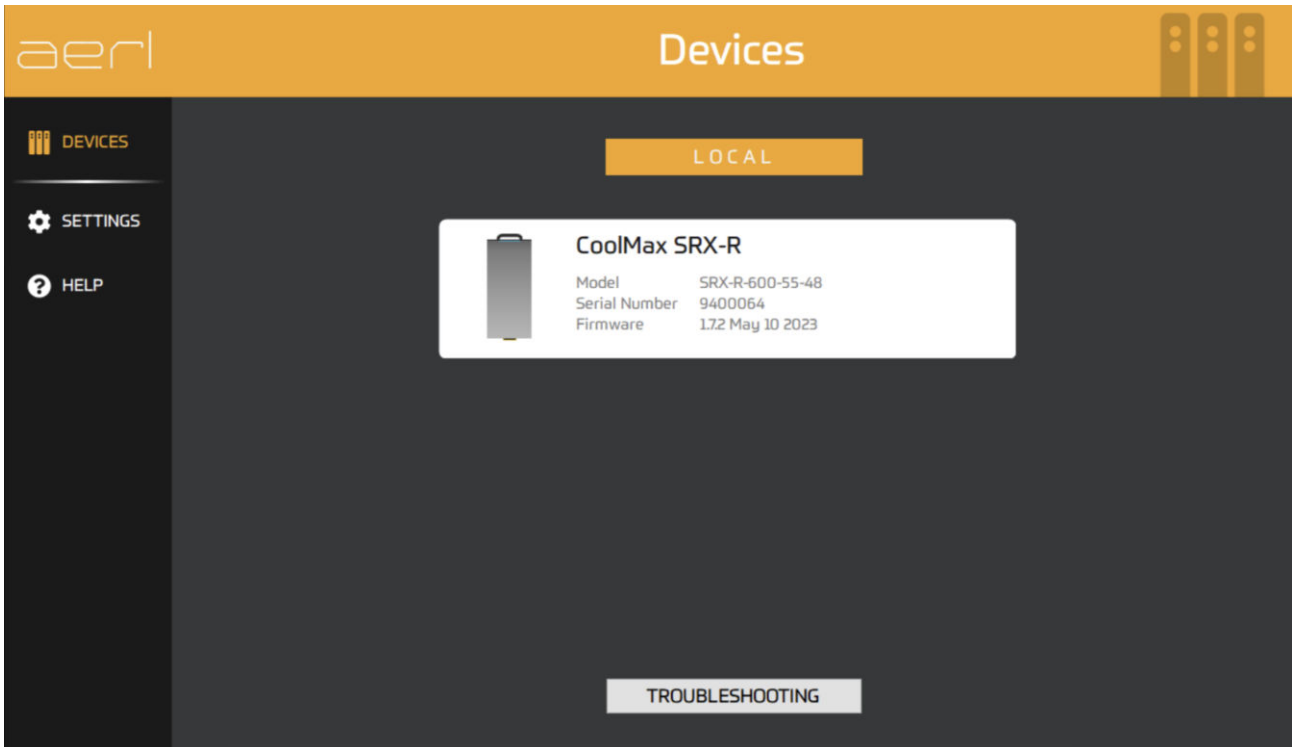 aerl
Devices
DEVICES
SETTINGS
HELP
LOCAL
CoolMax SRX-R
Model SRX-R-600-55-48
Serial Number 9400064
Firmware 1.7.2 May 10 2023
TROUBLESHOOTING